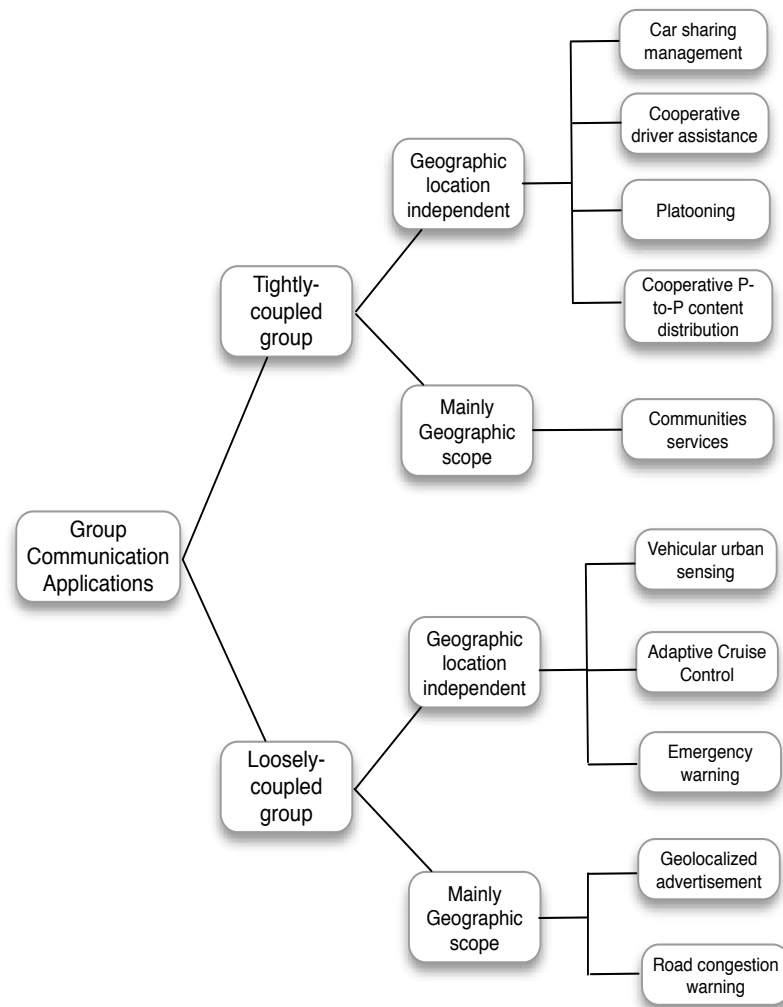 Car sharing
management
Cooperative
driver assistance
Geographic
location
independent
Platooning
Cooperative P-
to-P content
distribution
Tightly-
coupled
group
Mainly
Geographic
scope
Communities
services
Group
Communication
Applications
Vehicular urban
sensing
Geographic
location
independent
Adaptive Cruise
Control
Emergency
warning
Loosely-
coupled
group
Geolocalized
advertisement
Mainly
Geographic
scope
Road congestion
warning